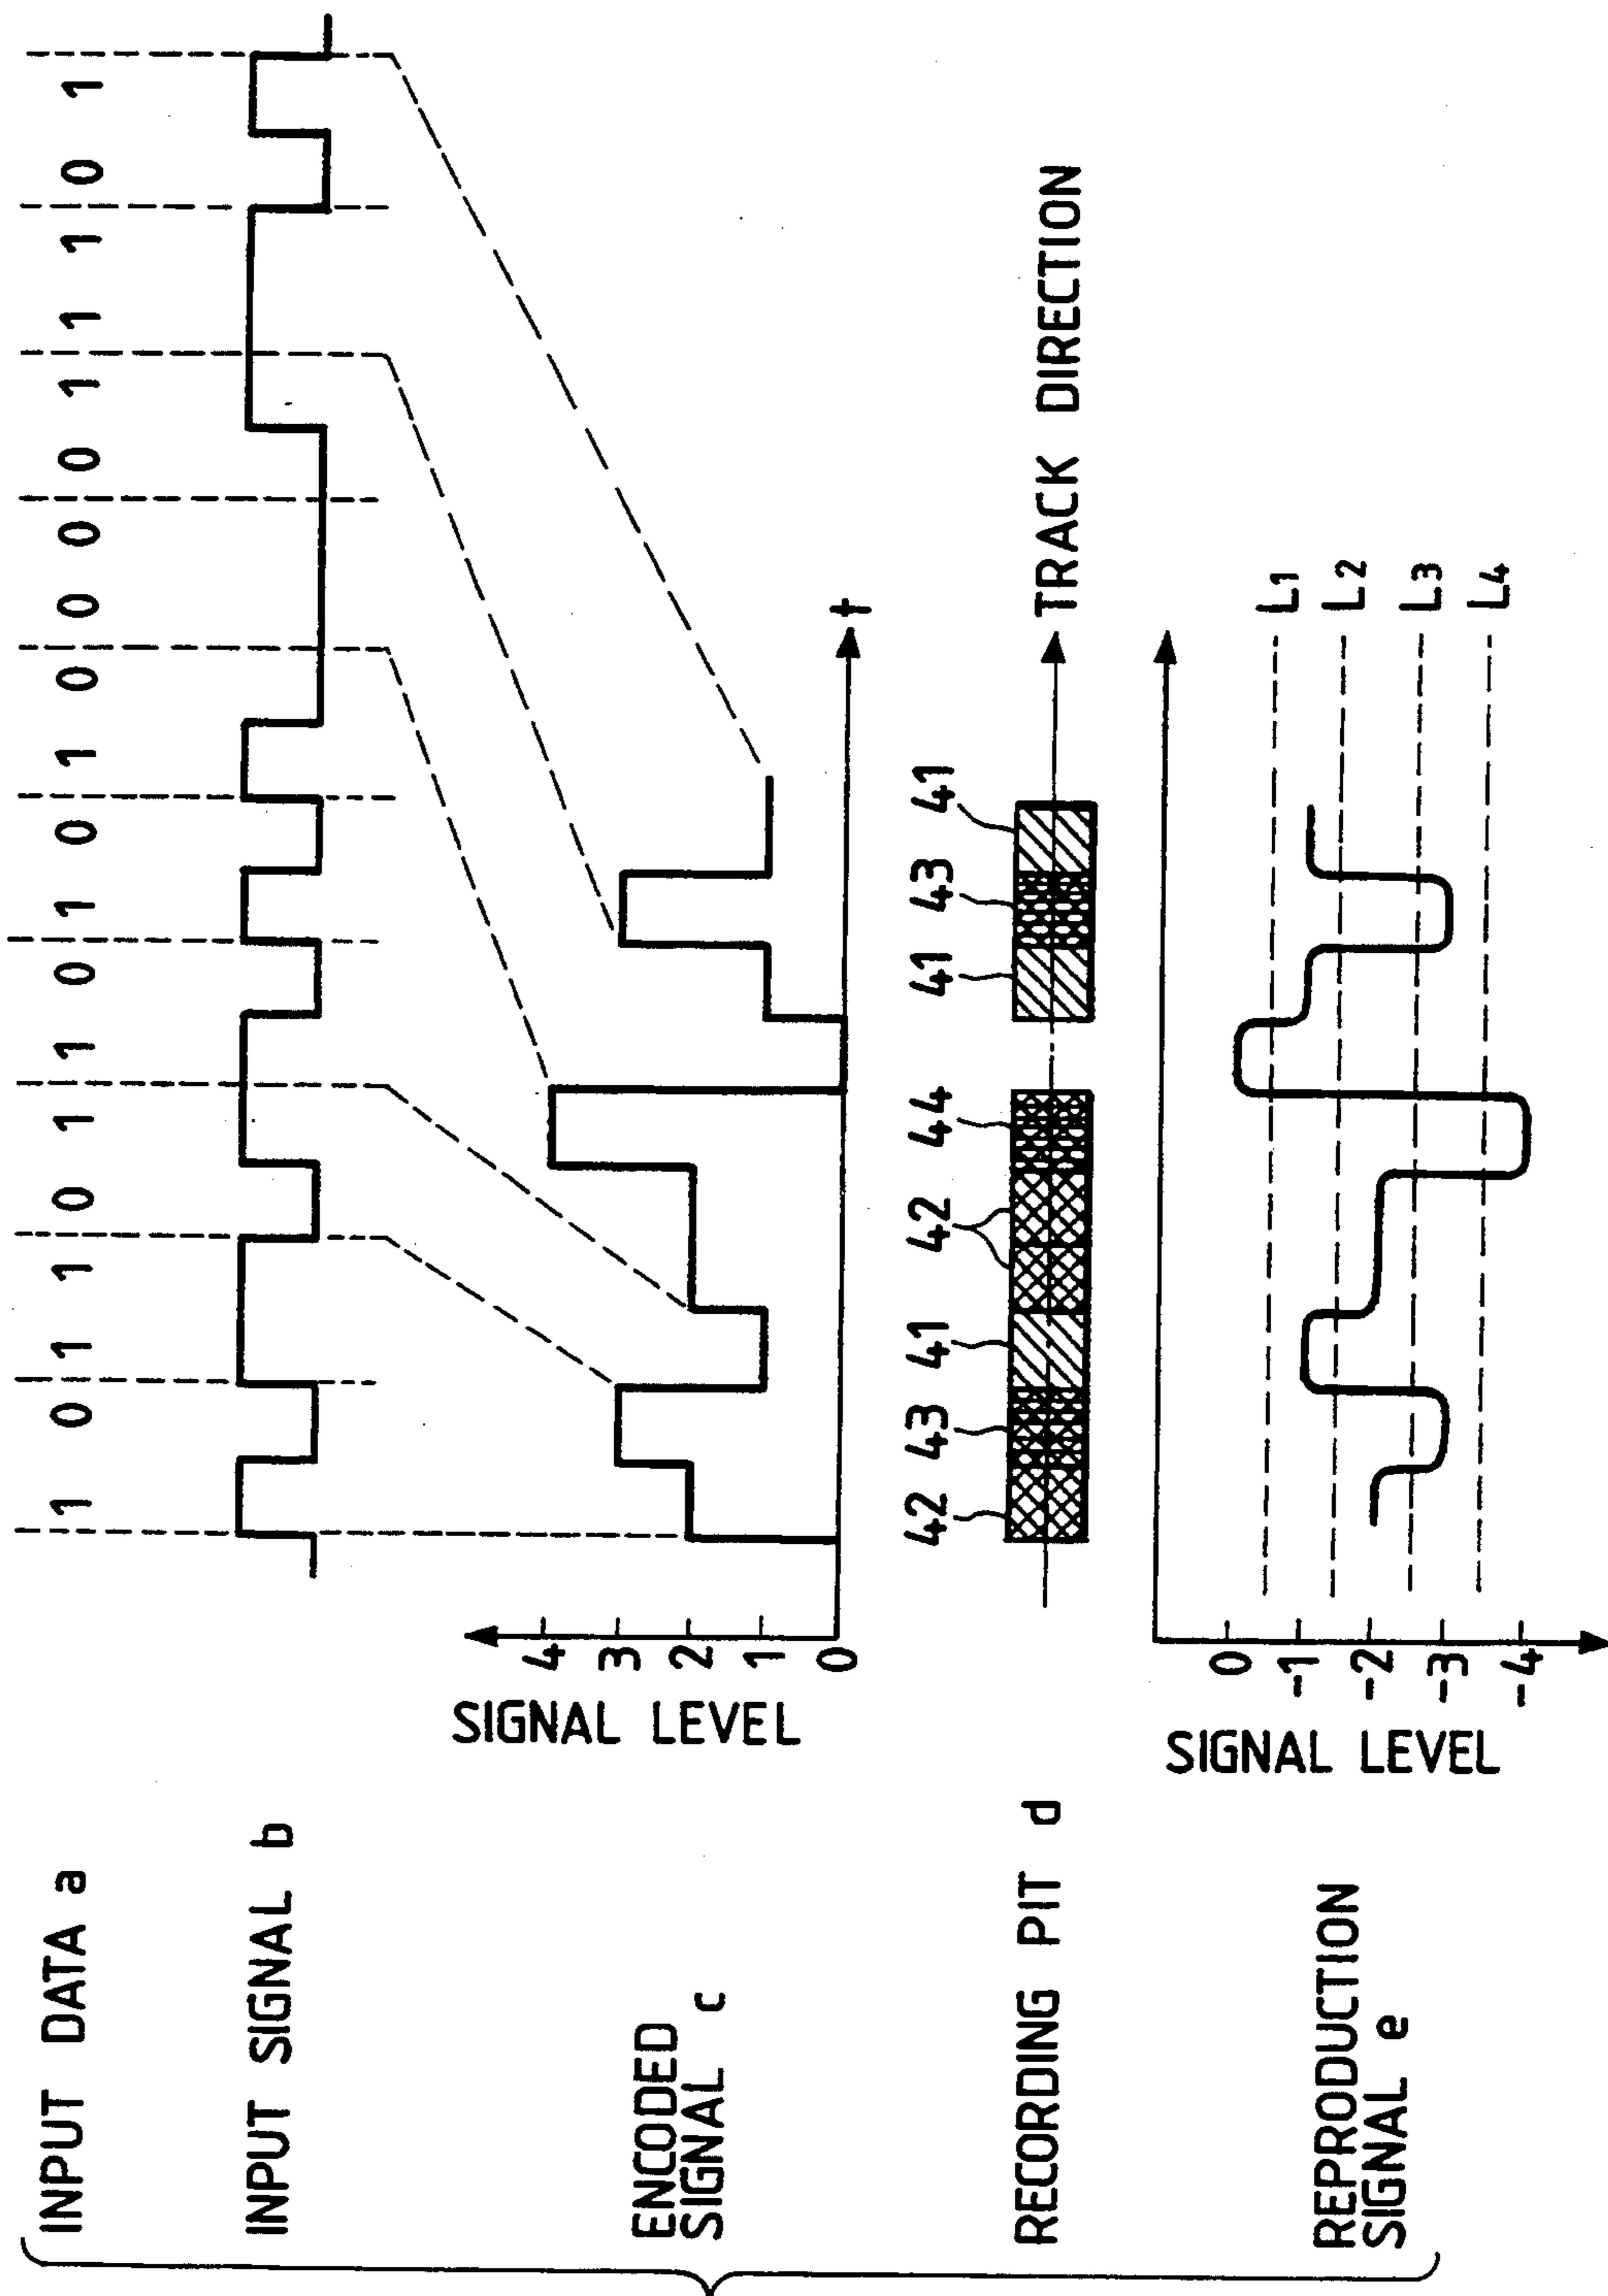 INPUT DATA a
1 0 1 1 0 1 1 0 1 0 1 0 0 0 0 1 1 1 0 1
INPUT SIGNAL b
ENCODED
SIGNAL c
SIGNAL LEVEL
4
3
2
1
0
t
RECORDING PIT d
42 43 41 42 44 41 43 41
TRACK DIRECTION
REPRODUCTION
SIGNAL e
SIGNAL LEVEL
0
-1
-2
-3
-4
L1
L2
L3
L4